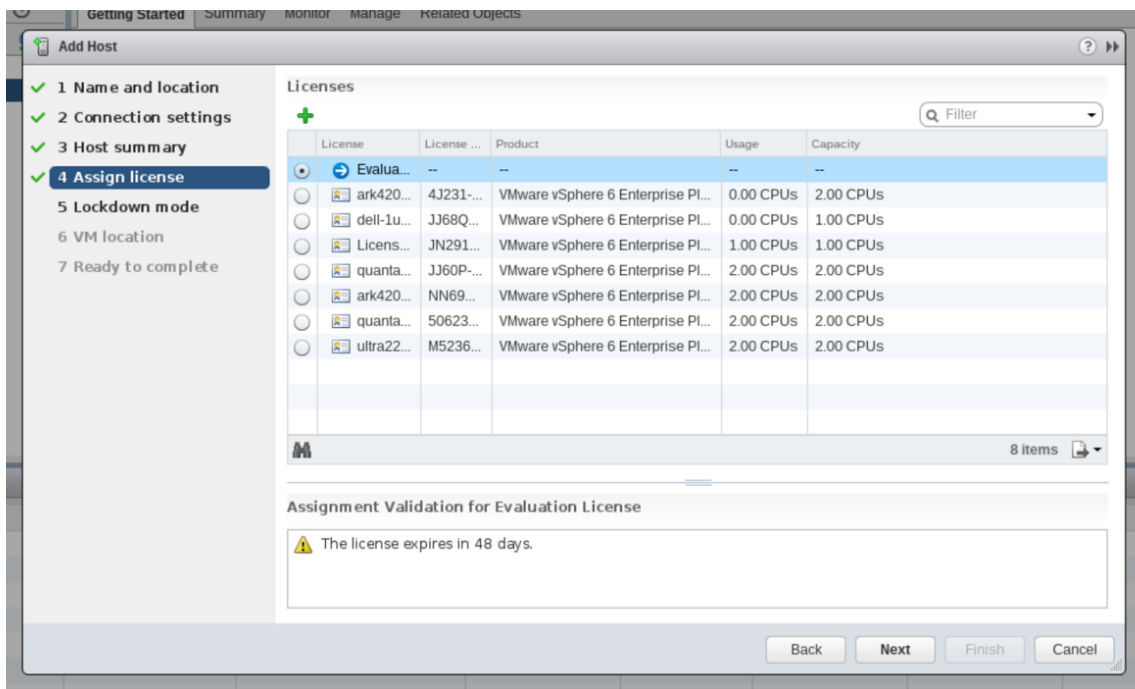 Getting Started Summary Monitor Manage Related Objects
Add Host
?
1 Name and location
2 Connection settings
3 Host summary
4 Assign license
5 Lockdown mode
6 VM location
7 Ready to complete
Licenses
Filter
License License ... Product Usage Capacity
Evalua... -- -- -- --
ark420... 4J231-... VMware vSphere 6 Enterprise Pl... 0.00 CPUs 2.00 CPUs
dell-1u... JJ68Q... VMware vSphere 6 Enterprise Pl... 0.00 CPUs 1.00 CPUs
Licens... JN291... VMware vSphere 6 Enterprise Pl... 1.00 CPUs 1.00 CPUs
quanta... JJ60P-... VMware vSphere 6 Enterprise Pl... 2.00 CPUs 2.00 CPUs
ark420... NN69... VMware vSphere 6 Enterprise Pl... 2.00 CPUs 2.00 CPUs
quanta... 50623... VMware vSphere 6 Enterprise Pl... 2.00 CPUs 2.00 CPUs
ultra22... M5236... VMware vSphere 6 Enterprise Pl... 2.00 CPUs 2.00 CPUs
8 items
Assignment Validation for Evaluation License
The license expires in 48 days.
Back Next Finish Cancel